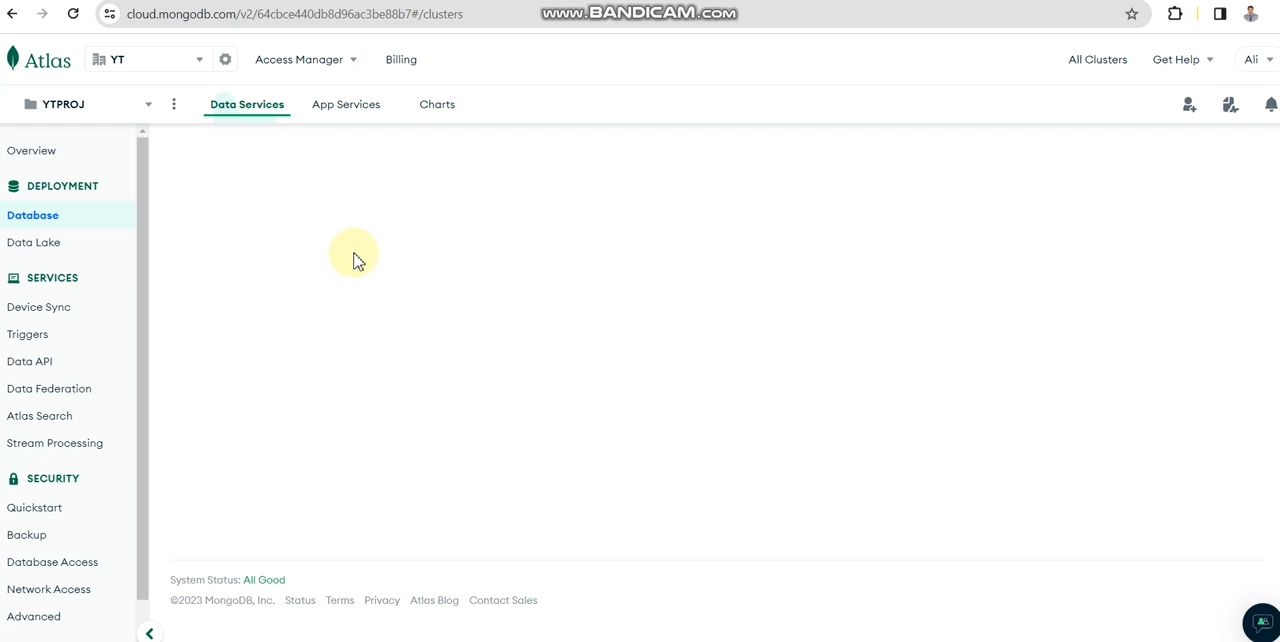 cloud.mongodb.com/v2/64cbce440db8d96ac3be88b7#/clusters
www.BANDICAM.com
Atlas
YT
Access Manager
Billing
All Clusters
Get Help
Ali
YTPROJ
Data Services
App Services
Charts
Overview
DEPLOYMENT
Database
Data Lake
SERVICES
Device Sync
Triggers
Data API
Data Federation
Atlas Search
Stream Processing
SECURITY
Quickstart
Backup
Database Access
Network Access
Advanced
System Status: All Good
©2023 MongoDB, Inc. Status Terms Privacy Atlas Blog Contact Sales